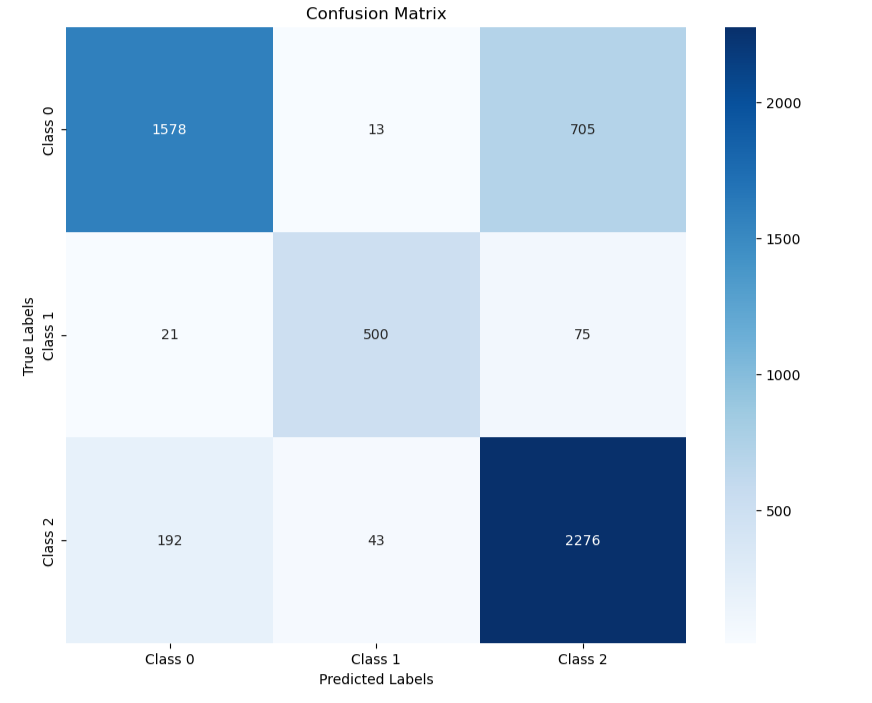 Confusion Matrix
True Labels
Class 0
1578 13 705
Class 1
21 500 75
Class 2
192 43 2276
Class 0 Class 1 Class 2
Predicted Labels
2000
1500
1000
500